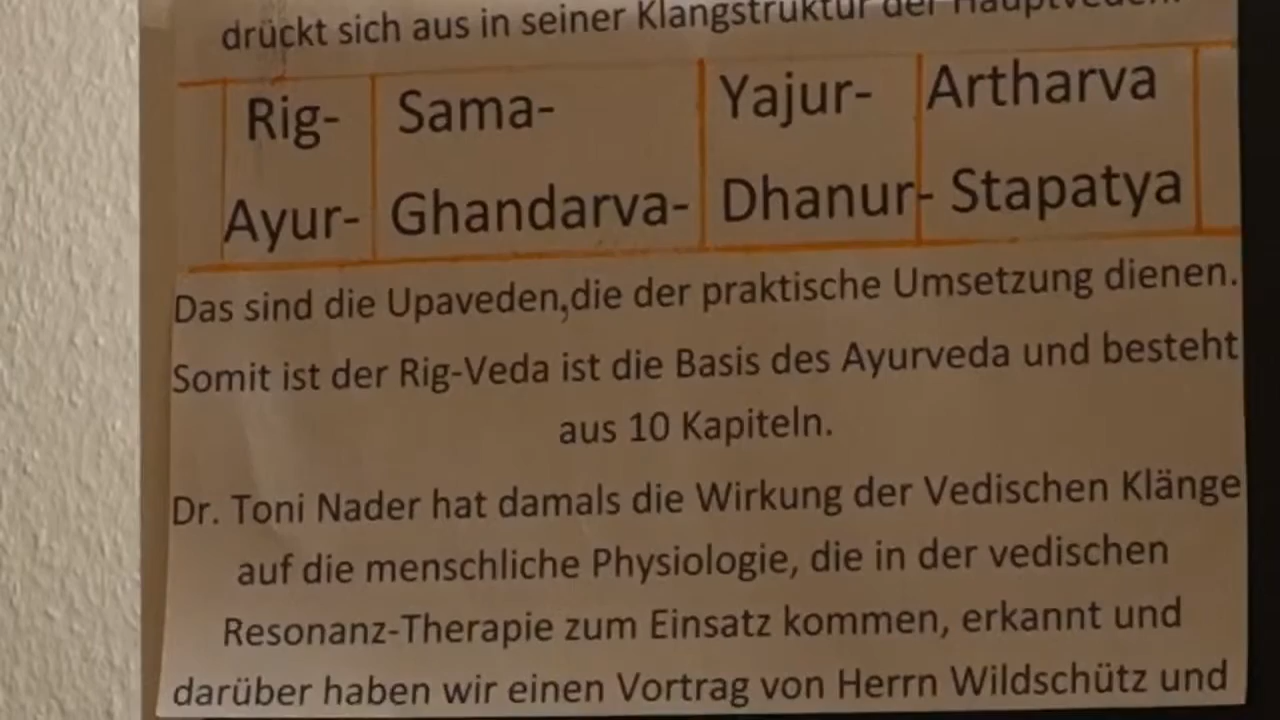 drückt sich aus in seiner Klangstruktur der Hauptveden.
Rig- Sama- Yajur- Artharva
Ayur- Ghandarva- Dhanur- Stapatya
Das sind die Upaveden,die der praktische Umsetzung dienen.
Somit ist der Rig-Veda ist die Basis des Ayurveda und besteht
aus 10 Kapiteln.
Dr. Toni Nader hat damals die Wirkung der Vedischen Klänge
auf die menschliche Physiologie, die in der vedischen
Resonanz-Therapie zum Einsatz kommen, erkannt und
darüber haben wir einen Vortrag von Herrn Wildschütz und